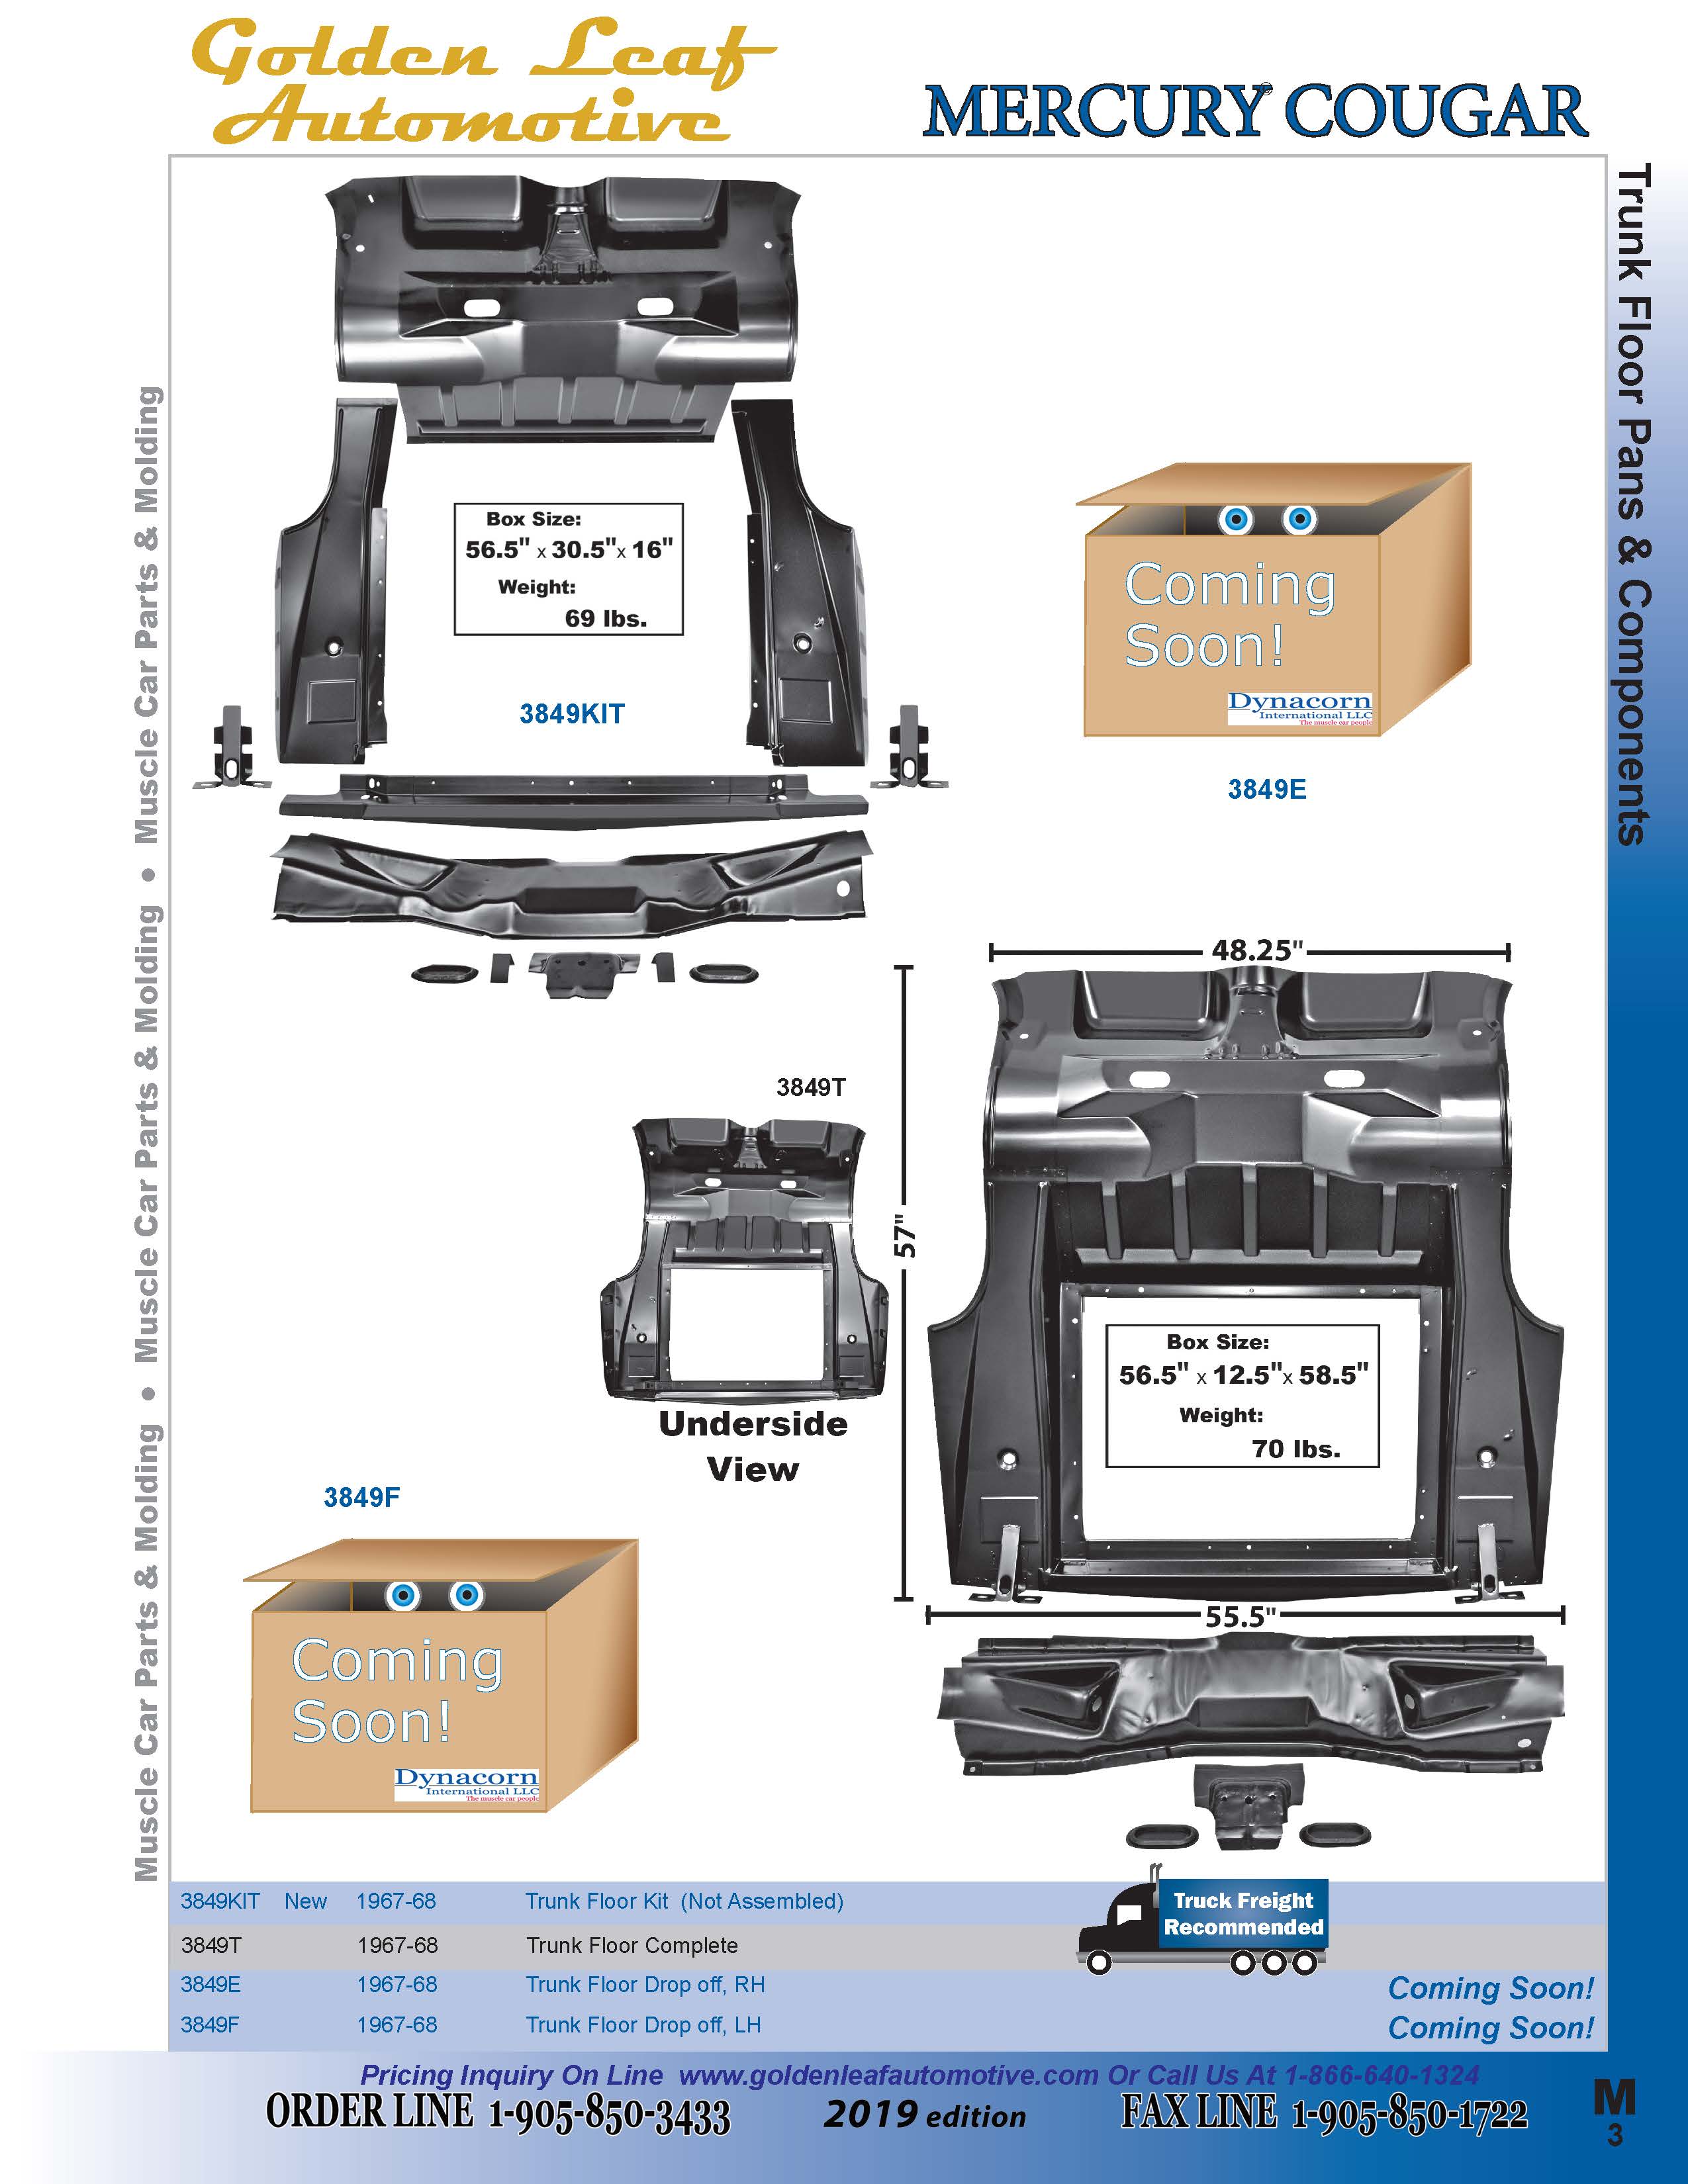 Golden Leaf
Automotive
MERCURY® COUGAR
Trunk Floor Pans & Components
Muscle Car Parts & Molding • Muscle Car Parts & Molding • Muscle Car Parts & Molding
Box Size:
56.5" x 30.5"x 16"
Weight:
69 lbs.
3849KIT
Coming
Soon!
Dynacorn
International LLC
The muscle car people
3849E
48.25"
3849T
57"
Underside
View
Box Size:
56.5" x 12.5"x 58.5"
Weight:
70 lbs.
55.5"
3849F
Coming
Soon!
Dynacorn
International LLC
The muscle car people
3849KIT New 1967-68 Trunk Floor Kit (Not Assembled)
Truck Freight
Recommended
3849T 1967-68 Trunk Floor Complete
3849E 1967-68 Trunk Floor Drop off, RH Coming Soon!
3849F 1967-68 Trunk Floor Drop off, LH Coming Soon!
Pricing Inquiry On Line www.goldenleafautomotive.com Or Call Us At 1-866-640-1324
ORDER LINE 1-905-850-3433 2019 edition FAX LINE 1-905-850-1722
M
3